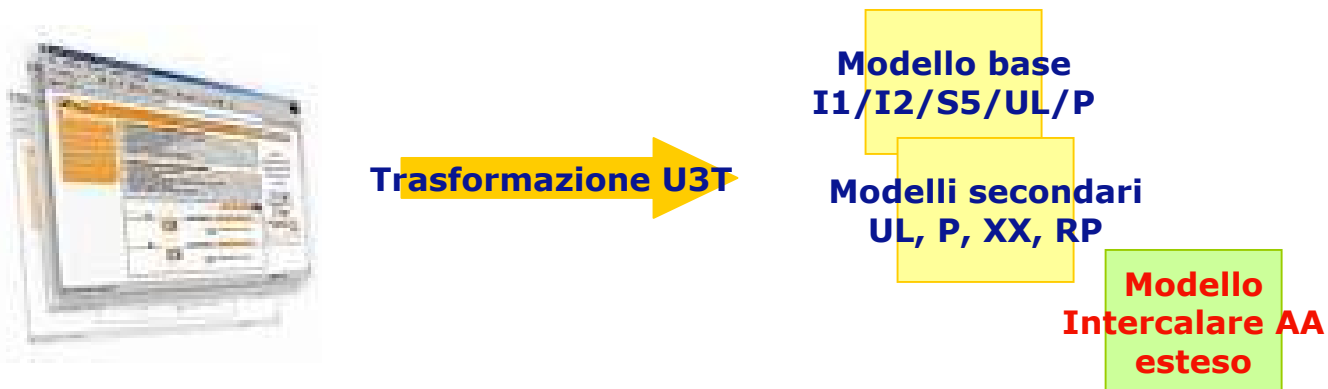 Modello base
I1/I2/S5/UL/P
Trasformazione U3T
Modelli secondari
UL, P, XX, RP
Modello
Intercalare AA
esteso